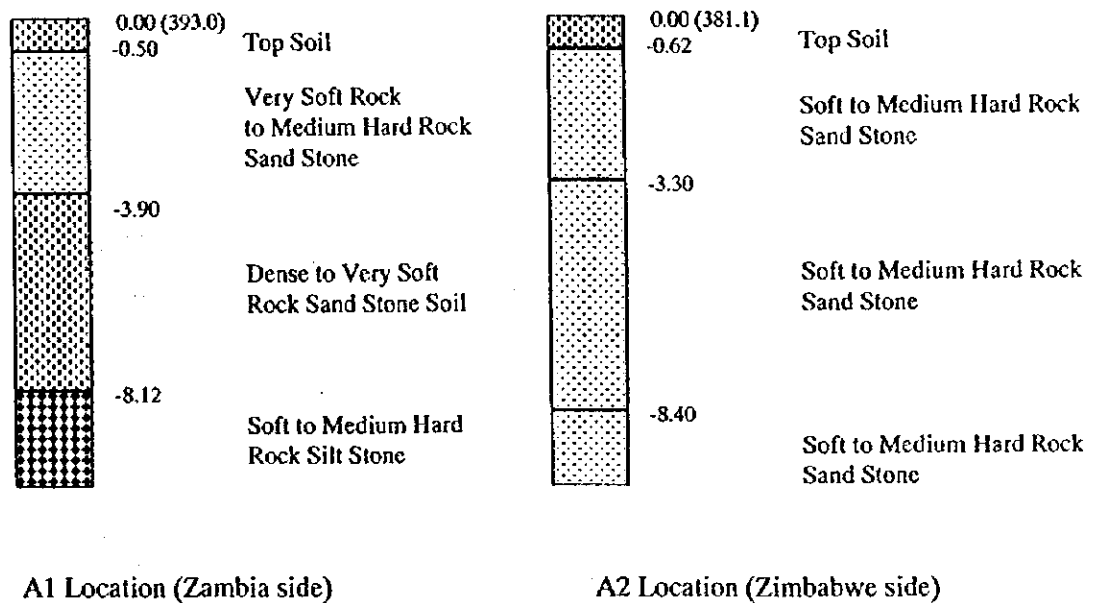 0.00 (393.0)
-0.50
Top Soil
Very Soft Rock
to Medium Hard Rock
Sand Stone
-3.90
Dense to Very Soft
Rock Sand Stone Soil
-8.12
Soft to Medium Hard
Rock Silt Stone
A1 Location (Zambia side)
0.00 (381.1)
-0.62
Top Soil
Soft to Medium Hard Rock
Sand Stone
-3.30
Soft to Medium Hard Rock
Sand Stone
-8.40
Soft to Medium Hard Rock
Sand Stone
A2 Location (Zimbabwe side)